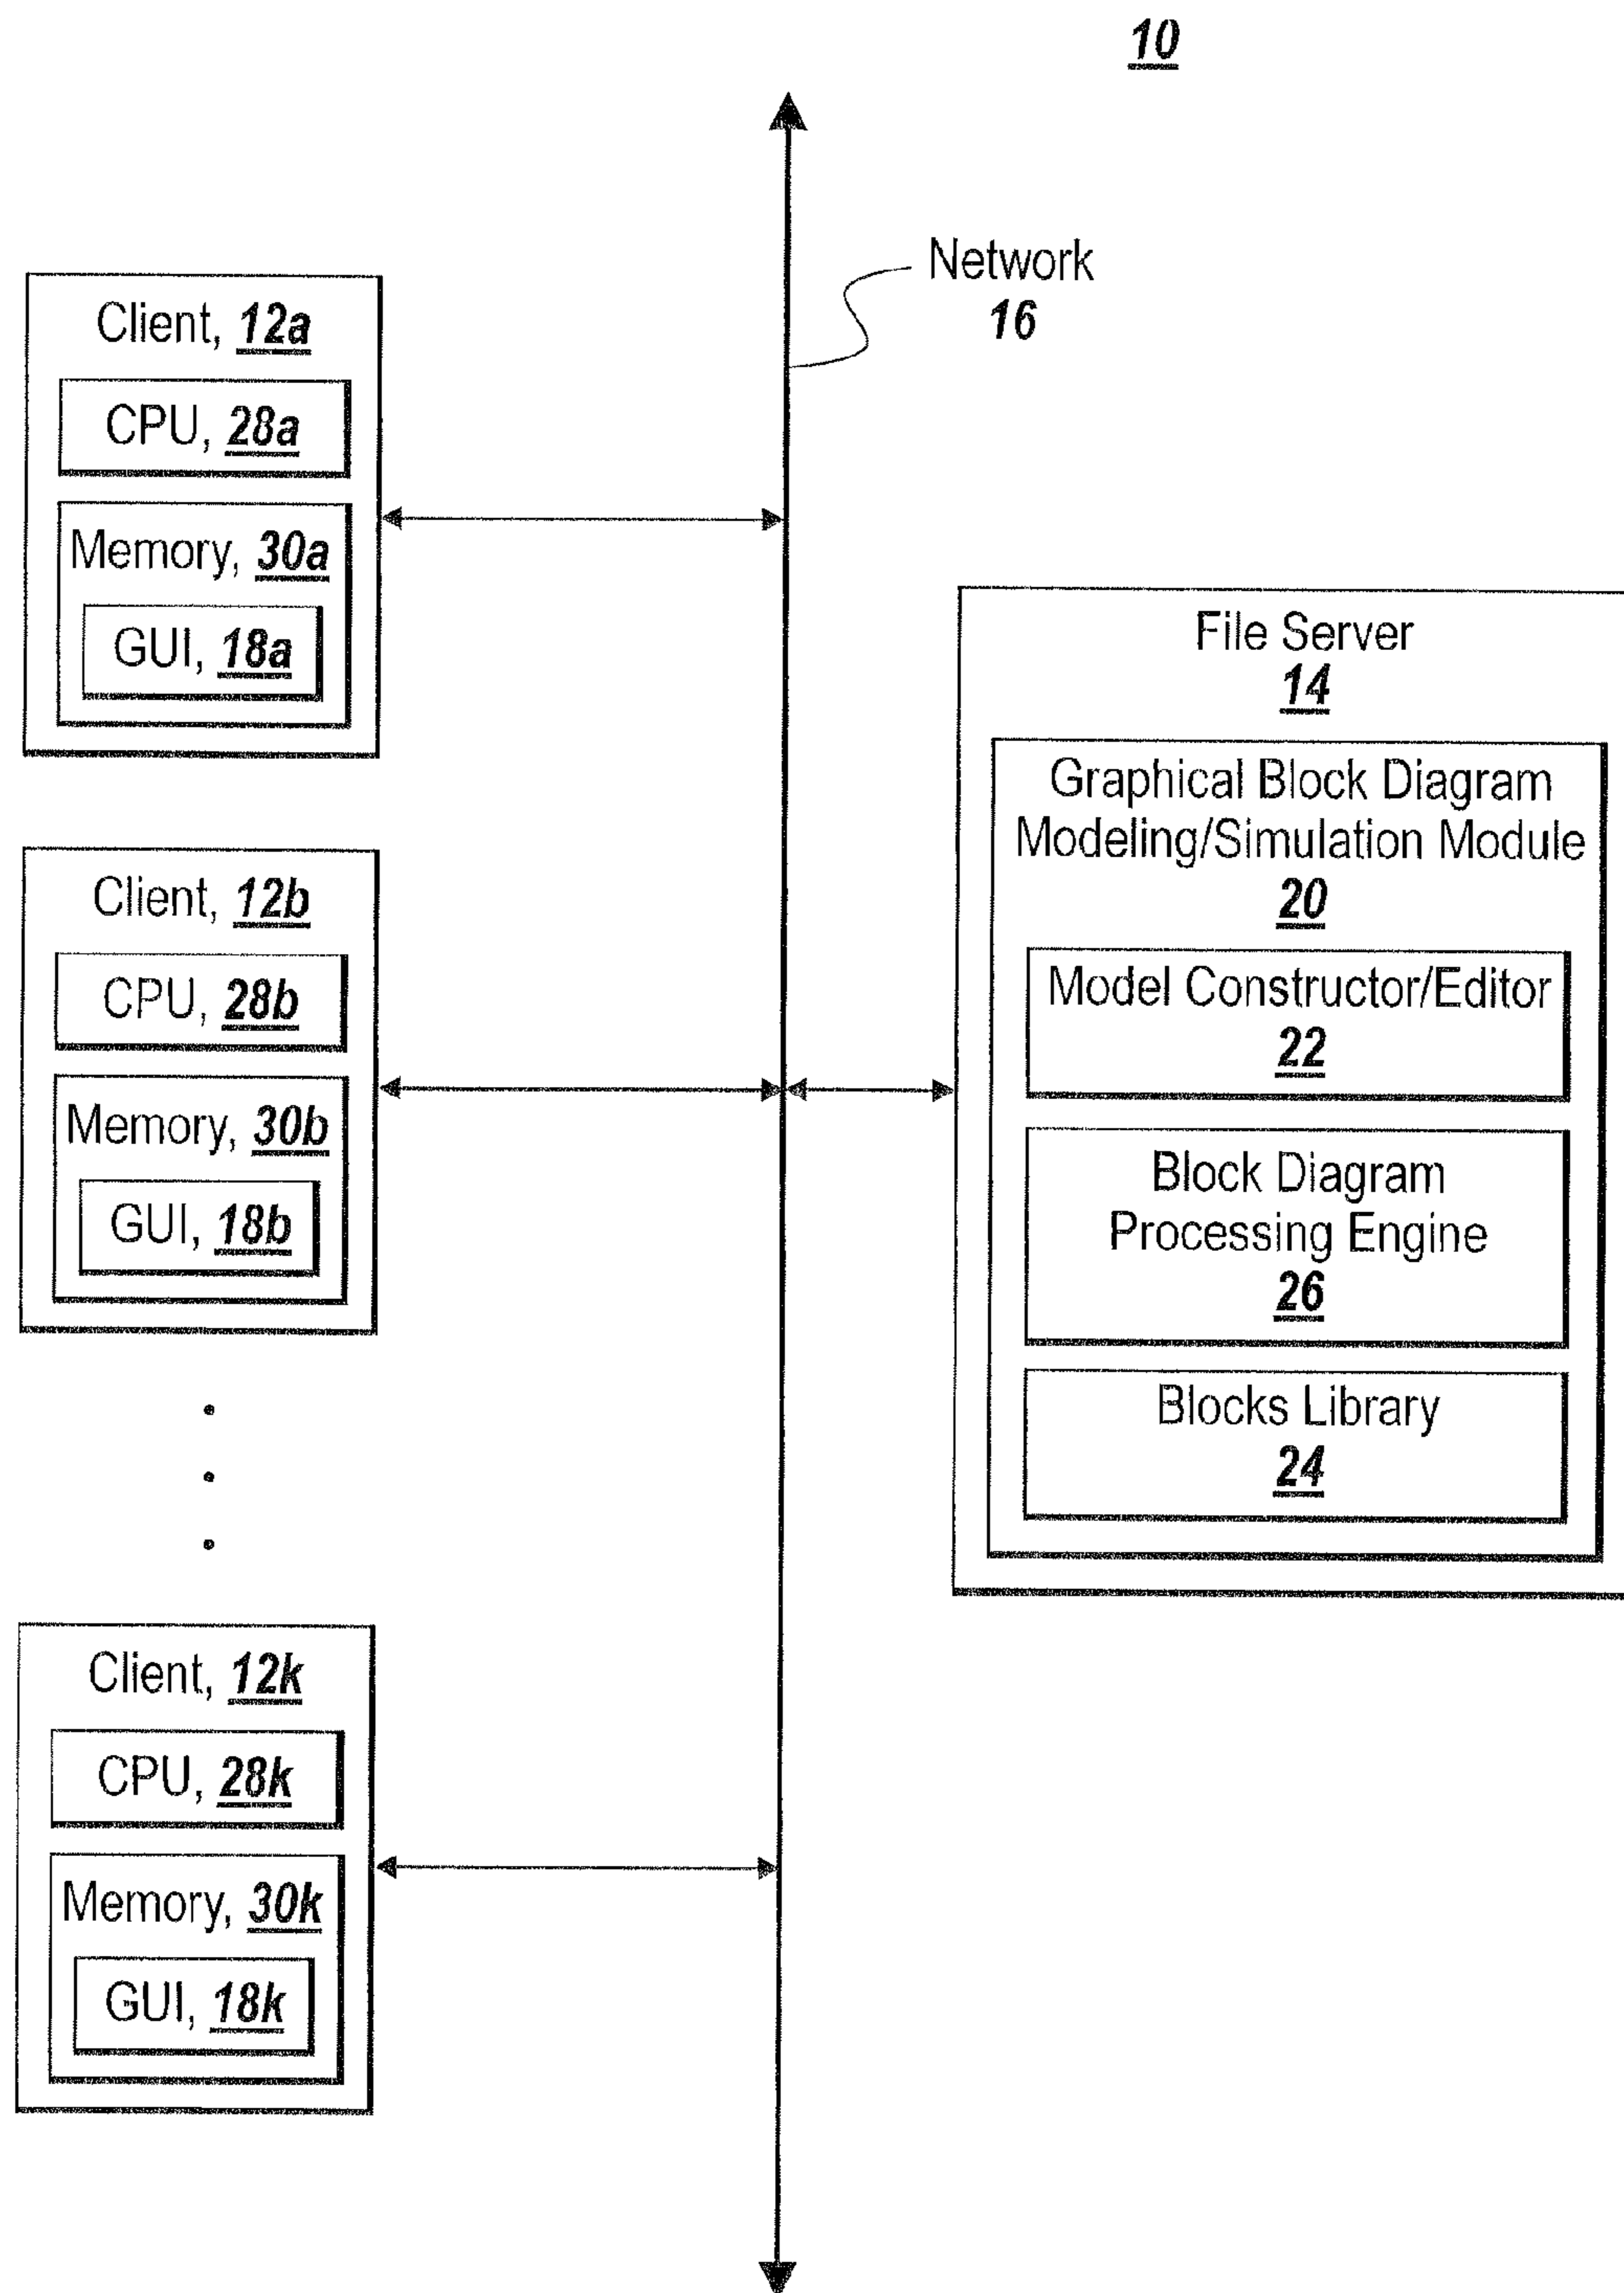 10
Network
16
Client, 12a
CPU, 28a
Memory, 30a
GUI, 18a
Client, 12b
CPU, 28b
Memory, 30b
GUI, 18b
Client, 12k
CPU, 28k
Memory, 30k
GUI, 18k
File Server
14
Graphical Block Diagram
Modeling/Simulation Module
20
Model Constructor/Editor
22
Block Diagram
Processing Engine
26
Blocks Library
24